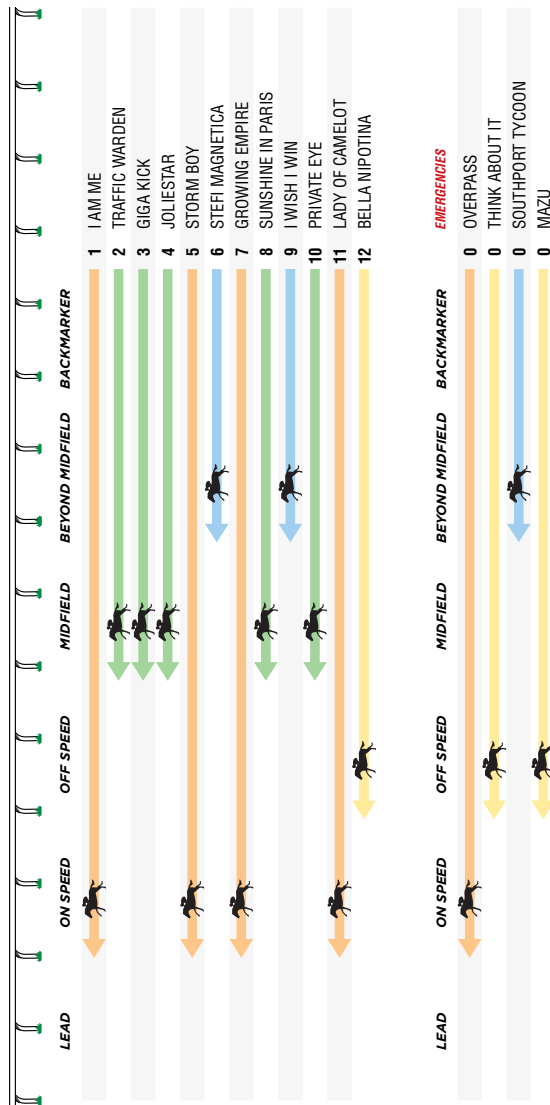 LEAD ON SPEED OFF SPEED MIDFIELD BEYOND MIDFIELD BACKMARKER
1 I AM ME
2 TRAFFIC WARDEN
3 GIGA KICK
4 JOLIESTAR
5 STORM BOY
6 STEFI MAGNETICA
7 GROWING EMPIRE
8 SUNSHINE IN PARIS
9 I WISH I WIN
10 PRIVATE EYE
11 LADY OF CAMELOT
12 BELLA NIPOTINA
LEAD ON SPEED OFF SPEED MIDFIELD BEYOND MIDFIELD BACKMARKER EMERGENCIES
0 OVERPASS
0 THINK ABOUT IT
0 SOUTHPORT TYCOON
0 MAZU